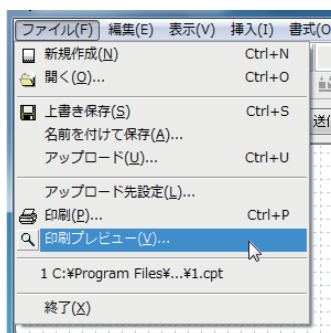 ファイル(F) 編集(E) 表示(V) 挿入(I) 書式(O
新規作成(N) Ctrl+N
開く(O)... Ctrl+O
上書き保存(S) Ctrl+S
名前を付けて保存(A)...
アップロード(U)... Ctrl+U
送信
アップロード先設定(L)...
印刷(P)... Ctrl+P
印刷プレビュー(V)...
1 C:¥Program Files¥...¥1.cpt
終了(X)